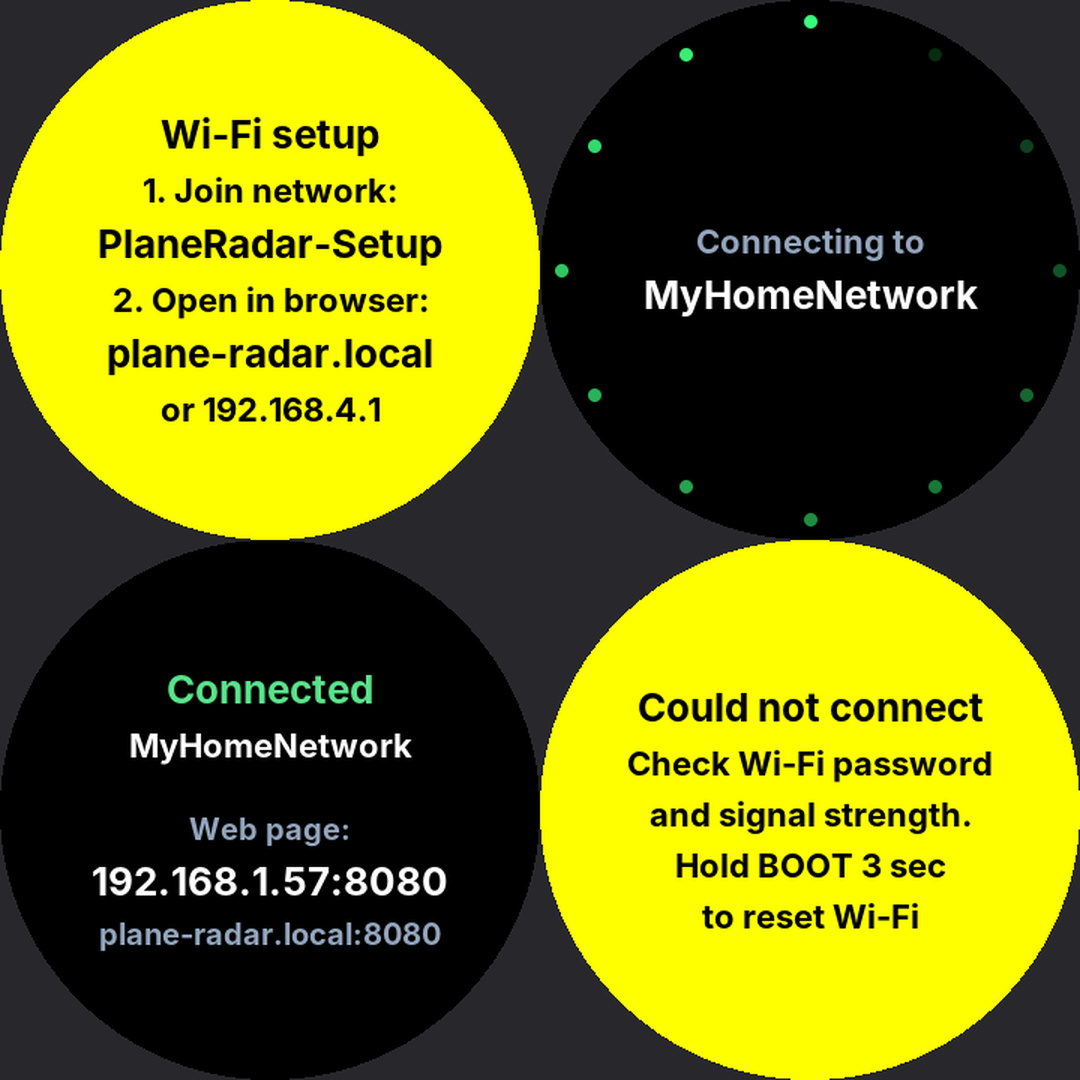 Wi-Fi setup
1. Join network:
PlaneRadar-Setup
2. Open in browser:
plane-radar.local
or 192.168.4.1
Connecting to
MyHomeNetwork
Connected
MyHomeNetwork
Web page:
192.168.1.57:8080
plane-radar.local:8080
Could not connect
Check Wi-Fi password
and signal strength.
Hold BOOT 3 sec
to reset Wi-Fi